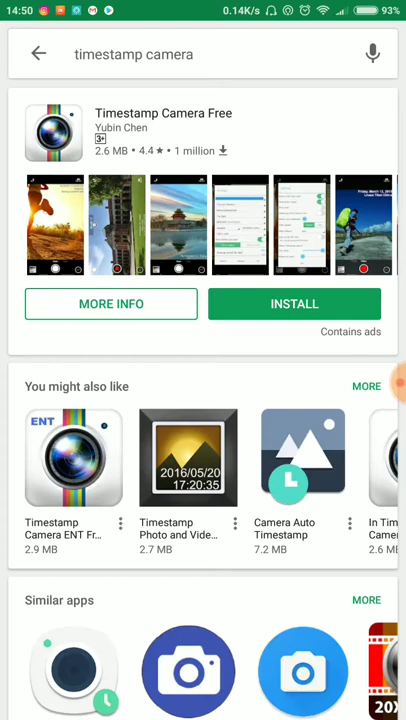 14:50
0.14K/s
93%
timestamp camera
Timestamp Camera Free
Yubin Chen
3+
2.6 MB • 4.4 ★ • 1 million
MORE INFO
INSTALL
Contains ads
You might also like
MORE
ENT
2016/05/20
17:20:35
Timestamp
Camera ENT Fr...
2.9 MB
Timestamp
Photo and Vide...
2.7 MB
Camera Auto
Timestamp
7.2 MB
In Tim
Camer
2.6 M
Similar apps
MORE
20X